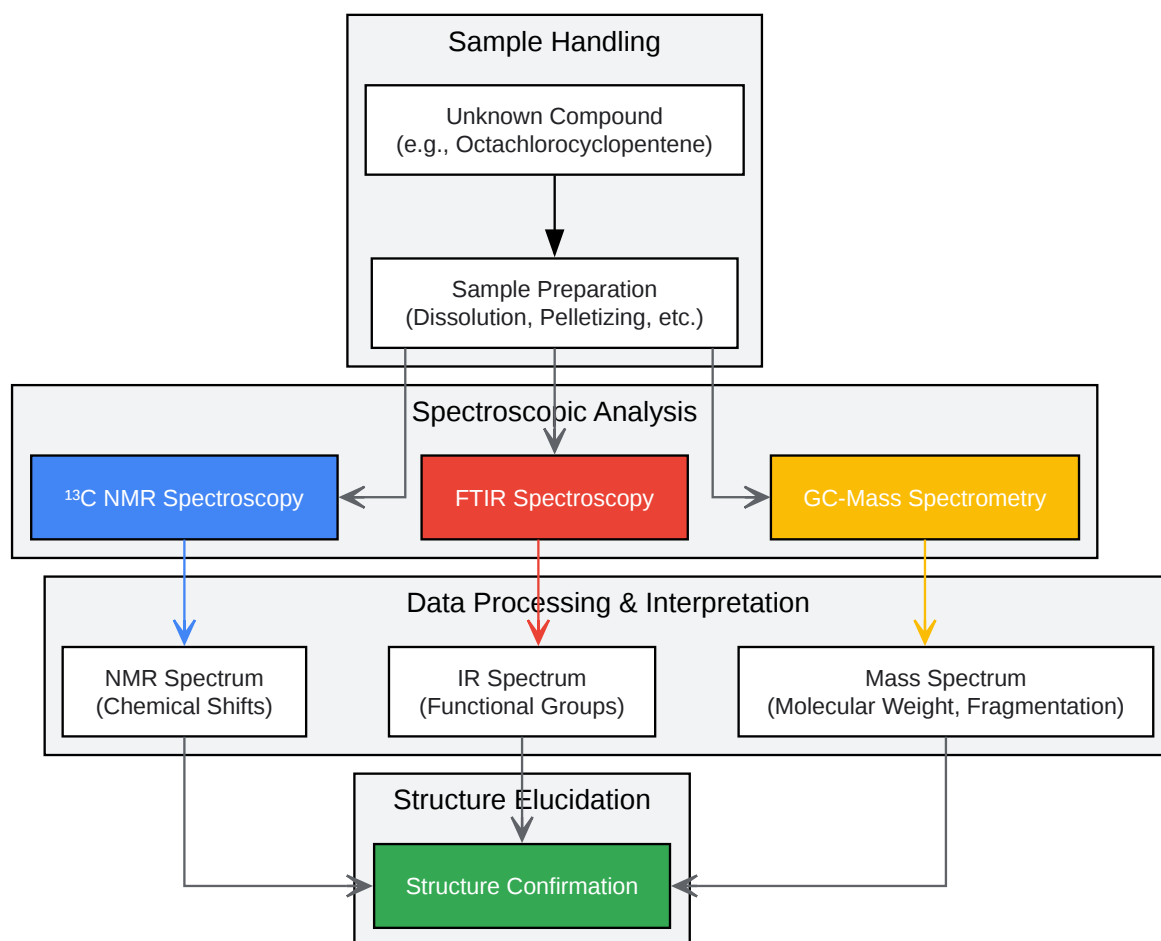 Sample Handling
Unknown Compound
(e.g., Octachlorocyclopentene)
Sample Preparation
(Dissolution, Pelletizing, etc.)
Spectroscopic Analysis
¹³C NMR Spectroscopy
FTIR Spectroscopy
GC-Mass Spectrometry
Data Processing & Interpretation
NMR Spectrum
(Chemical Shifts)
IR Spectrum
(Functional Groups)
Mass Spectrum
(Molecular Weight, Fragmentation)
Structure Elucidation
Structure Confirmation